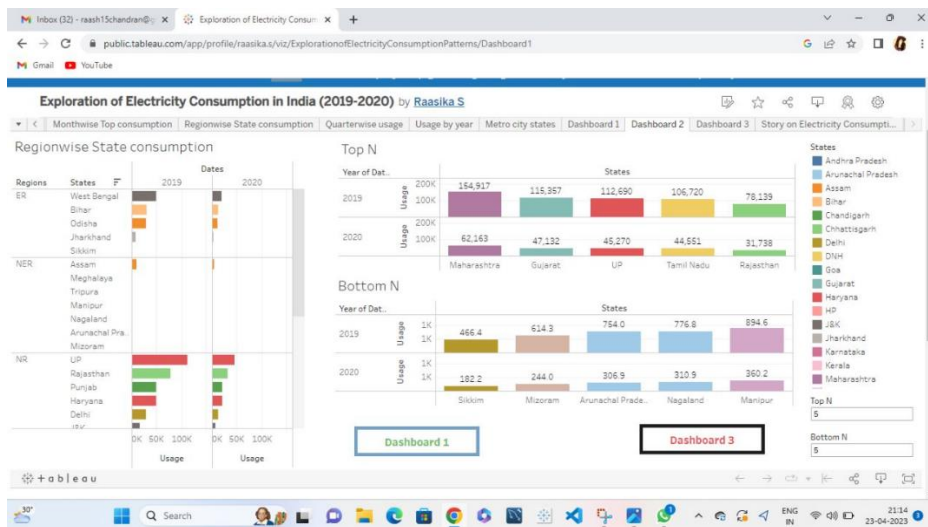 Inbox (32) - raash15chandran@g
Exploration of Electricity Consum
public.tableau.com/app/profile/raasika.s/viz/ExplorationofElectricityConsumptionPatterns/Dashboard1
Gmail
YouTube
Exploration of Electricity Consumption in India (2019-2020) by Raasika S
Monthwise Top consumption
Regionwise State consumption
Quarterwise usage
Usage by year
Metro city states
Dashboard 1
Dashboard 2
Dashboard 3
Story on Electricity Consumpti...
Regionwise State consumption
Dates
Regions States 2019 2020
ER West Bengal
Bihar
Odisha
Jharkhand
Sikkim
NER Assam
Meghalaya
Tripura
Manipur
Nagaland
Arunachal Pra..
Mizoram
NR UP
Rajasthan
Punjab
Haryana
Delhi
J&K
0K 50K 100K 0K 50K 100K
Usage Usage
Top N
Year of Dat.. States
2019 Usage 200K 100K 154,917 115,367 112,690 106,720 78,139
2020 Usage 200K 100K 62,163 47,132 45,270 44,551 31,738
Maharashtra Gujarat UP Tamil Nadu Rajasthan
Bottom N
Year of Dat.. States
2019 Usage 1K 1K 466.4 614.3 754.0 776.8 894.6
2020 Usage 1K 1K 182.2 244.0 306.9 310.9 360.2
Sikkim Mizoram Arunachal Prade.. Nagaland Manipur
Dashboard 1
Dashboard 3
States
Andhra Pradesh
Arunachal Pradesh
Assam
Bihar
Chandigarh
Chhattisgarh
Delhi
DNH
Goa
Gujarat
Haryana
HP
J&K
Jharkhand
Karnataka
Kerala
Maharashtra
Top N
5
Bottom N
5
+ableau
30°
Search
ENG
IN
21:14
23-04-2023